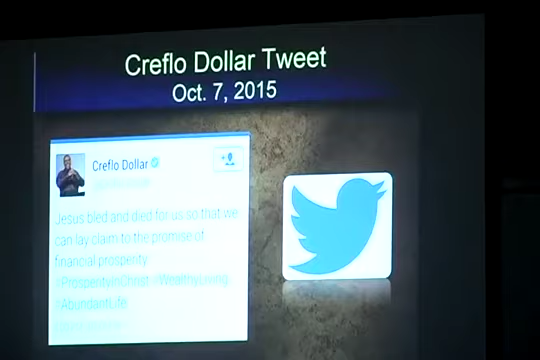 Creflo Dollar Tweet
Oct. 7, 2015
Creflo Dollar
Jesus bled and died for us so that we
can lay claim to the promise of
financial prosperity.
#ProsperityInChrist #WealthyLiving
#AbundantLife